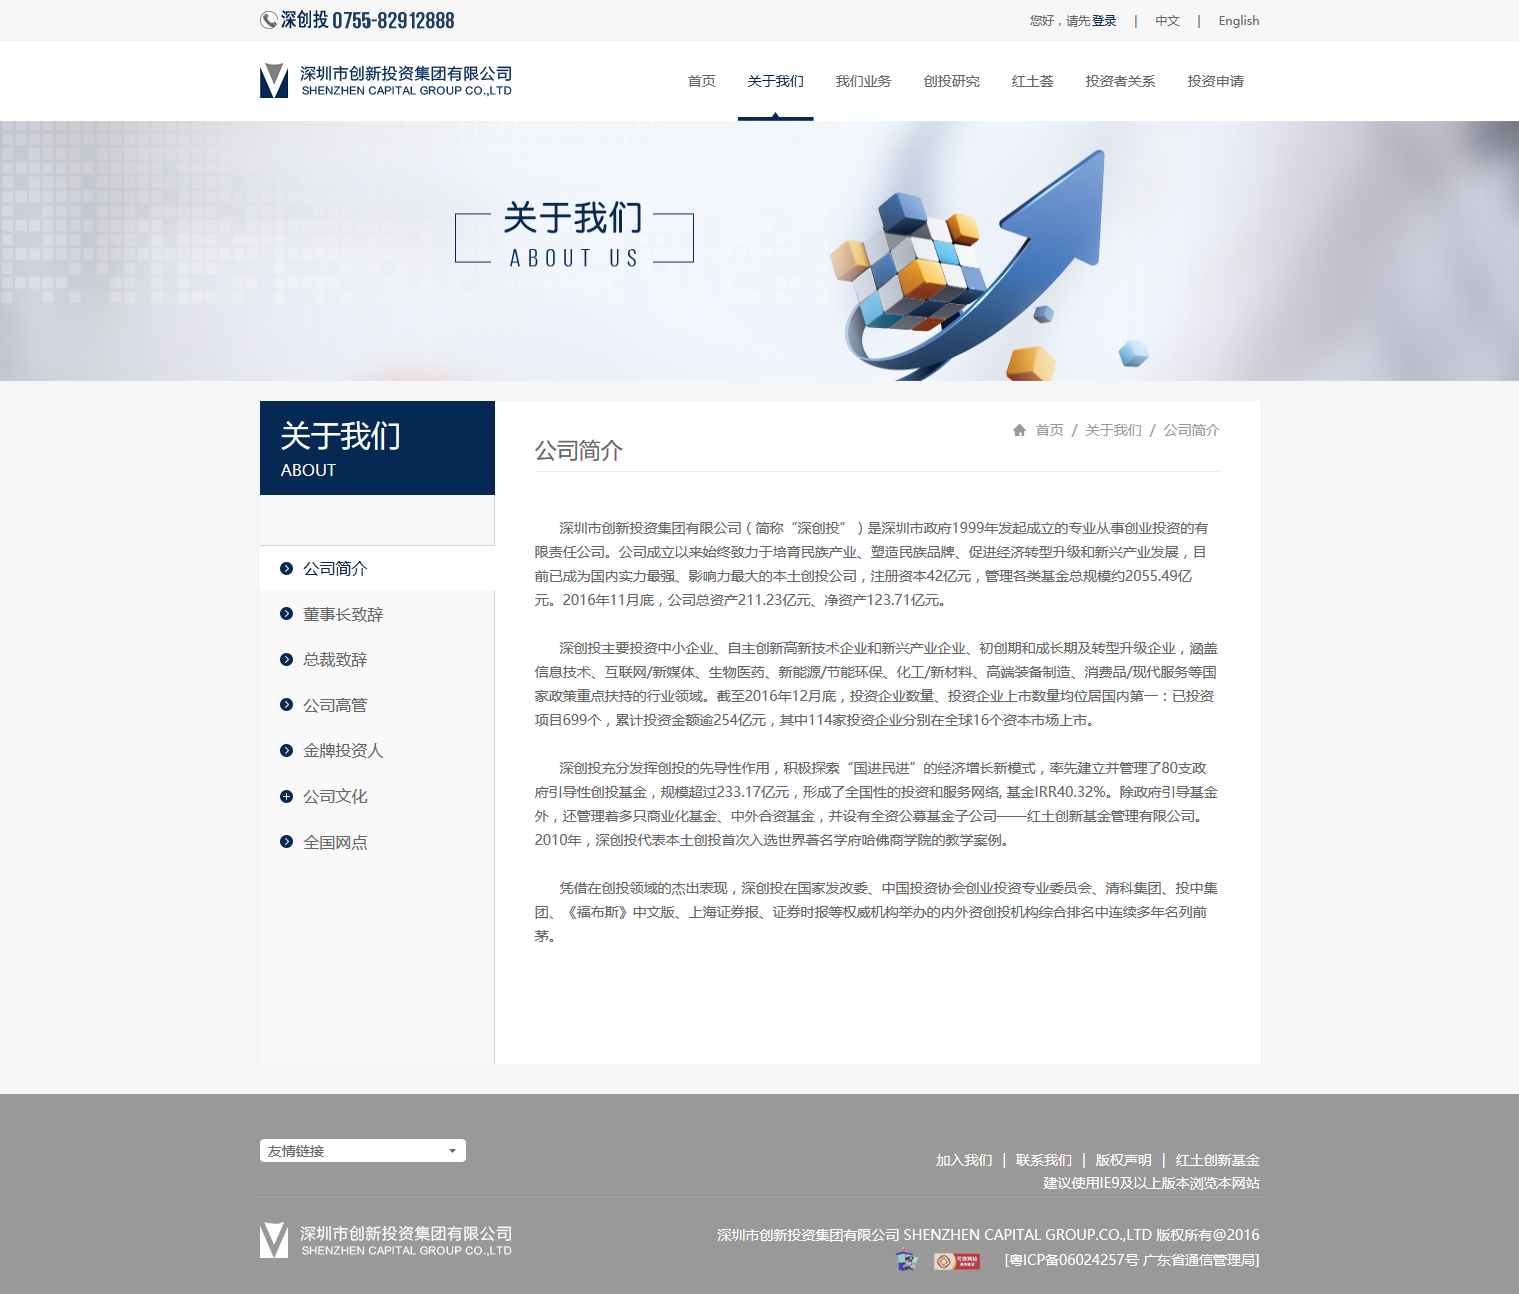 深创投 0755-82912888
您好，请先登录 | 中文 | English
深圳市创新投资集团有限公司
SHENZHEN CAPITAL GROUP CO.,LTD
首页 关于我们 我们业务 创投研究 红土荟 投资者关系 投资申请
关于我们
ABOUT US
关于我们
ABOUT
公司简介
董事长致辞
总裁致辞
公司高管
金牌投资人
公司文化
全国网点
首页 / 关于我们 / 公司简介
公司简介
深圳市创新投资集团有限公司（简称“深创投”）是深圳市政府1999年发起成立的专业从事创业投资的有
限责任公司。公司成立以来始终致力于培育民族产业、塑造民族品牌、促进经济转型升级和新兴产业发展，目
前已成为国内实力最强、影响力最大的本土创投公司，注册资本42亿元，管理各类基金总规模约2055.49亿
元。2016年11月底，公司总资产211.23亿元、净资产123.71亿元。
深创投主要投资中小企业、自主创新高新技术企业和新兴产业企业、初创期和成长期及转型升级企业，涵盖
信息技术、互联网/新媒体、生物医药、新能源/节能环保、化工/新材料、高端装备制造、消费品/现代服务等国
家政策重点扶持的行业领域。截至2016年12月底，投资企业数量、投资企业上市数量均位居国内第一：已投资
项目699个，累计投资金额逾254亿元，其中114家投资企业分别在全球16个资本市场上市。
深创投充分发挥创投的先导性作用，积极探索“国进民进”的经济增长新模式，率先建立并管理了80支政
府引导性创投基金，规模超过233.17亿元，形成了全国性的投资和服务网络, 基金IRR40.32%。除政府引导基金
外，还管理着多只商业化基金、中外合资基金，并设有全资公募基金子公司——红土创新基金管理有限公司。
2010年，深创投代表本土创投首次入选世界著名学府哈佛商学院的教学案例。
凭借在创投领域的杰出表现，深创投在国家发改委、中国投资协会创业投资专业委员会、清科集团、投中集
团、《福布斯》中文版、上海证券报、证券时报等权威机构举办的内外资创投机构综合排名中连续多年名列前
茅。
友情链接
加入我们 | 联系我们 | 版权声明 | 红土创新基金
建议使用IE9及以上版本浏览本网站
深圳市创新投资集团有限公司
SHENZHEN CAPITAL GROUP CO.,LTD
深圳市创新投资集团有限公司 SHENZHEN CAPITAL GROUP.CO.,LTD 版权所有@2016
[粤ICP备06024257号 广东省通信管理局]